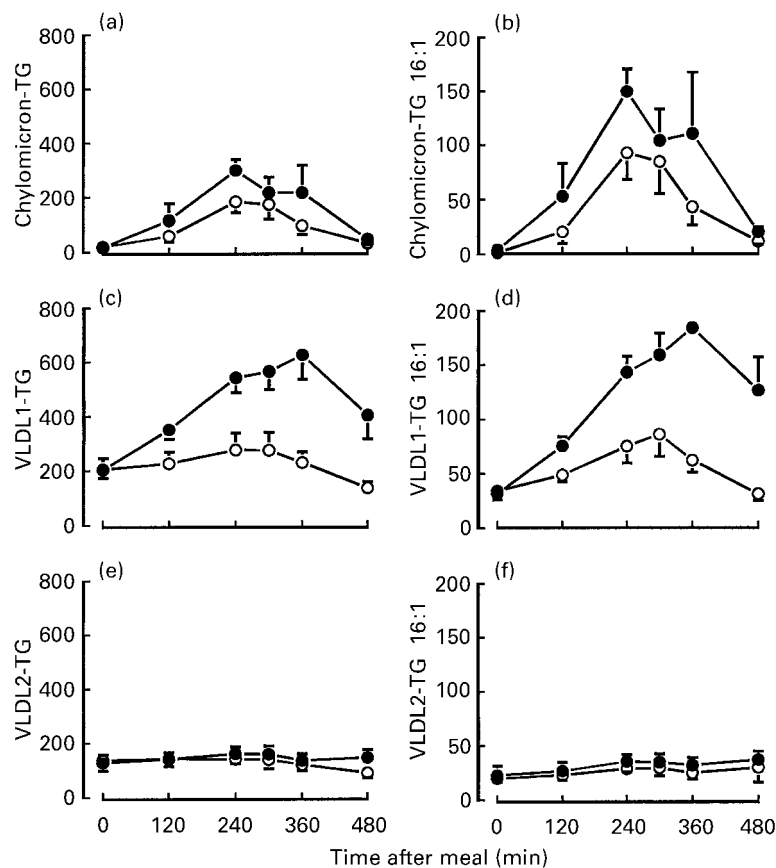 (a)
Chylomicron-TG
800
600
400
200
0
(b)
Chylomicron-TG 16:1
200
150
100
50
0
(c)
VLDL1-TG
800
600
400
200
0
(d)
VLDL1-TG 16:1
200
150
100
50
0
(e)
VLDL2-TG
800
600
400
200
0
0 120 240 360 480
(f)
VLDL2-TG 16:1
200
150
100
50
0
0 120 240 360 480
Time after meal (min)